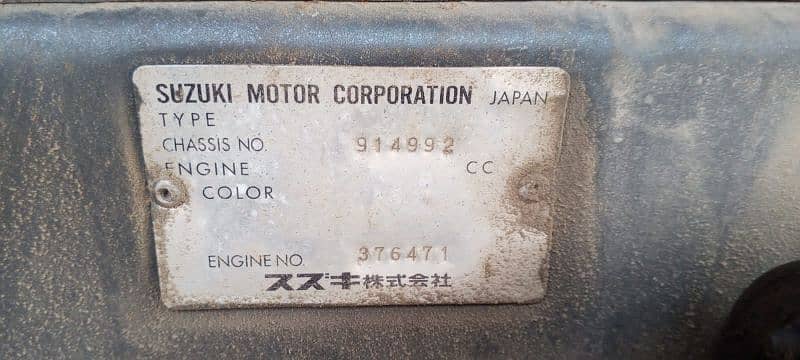 SUZUKI MOTOR CORPORATION JAPAN
TYPE
CHASSIS NO. 914992
ENGINE CC
COLOR
ENGINE NO. 376471
スズキ株式会社